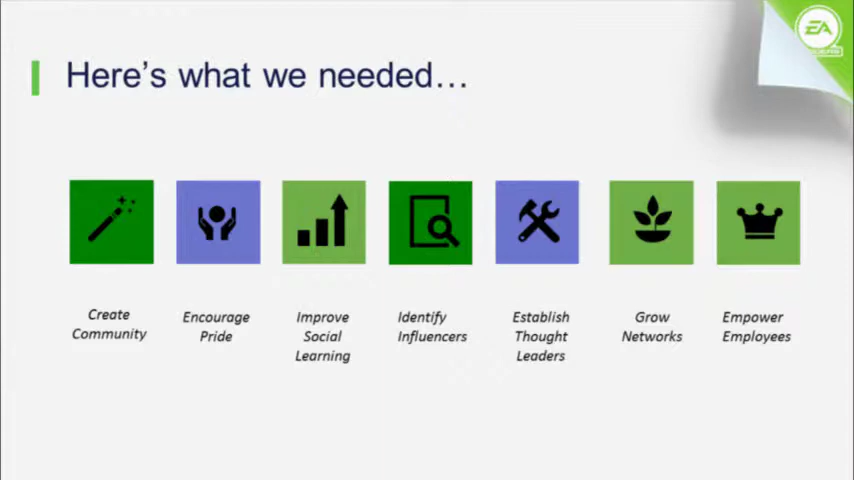 Here's what we needed…
EA
Create
Community
Encourage
Pride
Improve
Social
Learning
Identify
Influencers
Establish
Thought
Leaders
Grow
Networks
Empower
Employees